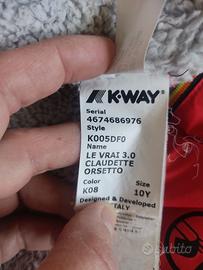 K-WAY
Serial
4674686976
Style
K005DF0
Name
LE VRAI 3.0
CLAUDETTE
ORSETTO
Color Size
K08 10Y
Designed & Developed
ITALY
subito